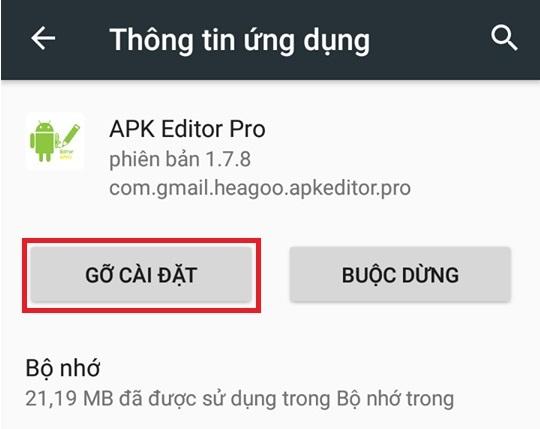 Thông tin ứng dụng
APK Editor Pro
phiên bản 1.7.8
com.gmail.heagoo.apkeditor.pro
GỠ CÀI ĐẶT
BUỘC DỪNG
Bộ nhớ
21,19 MB đã được sử dụng trong Bộ nhớ trong